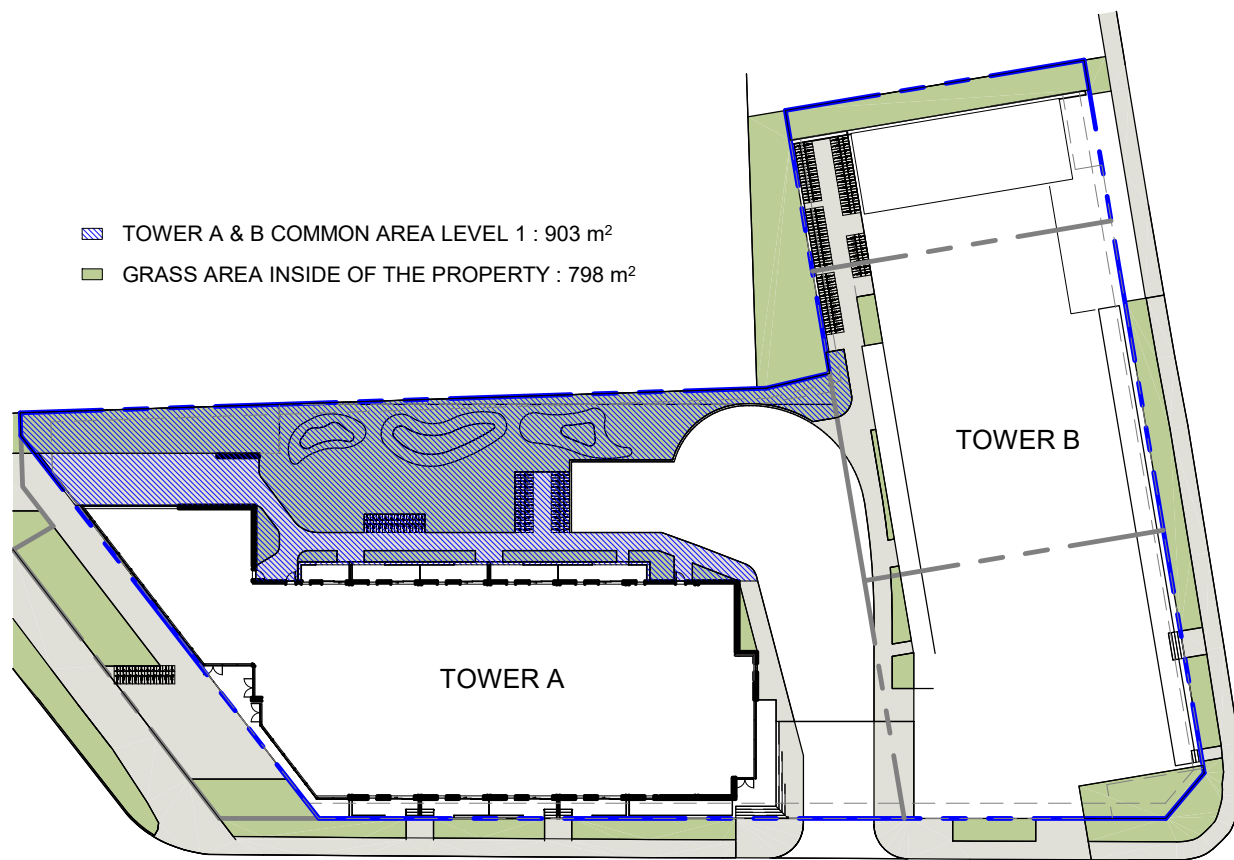 TOWER A & B COMMON AREA LEVEL 1 : 903 m²
GRASS AREA INSIDE OF THE PROPERTY : 798 m²
TOWER B
TOWER A